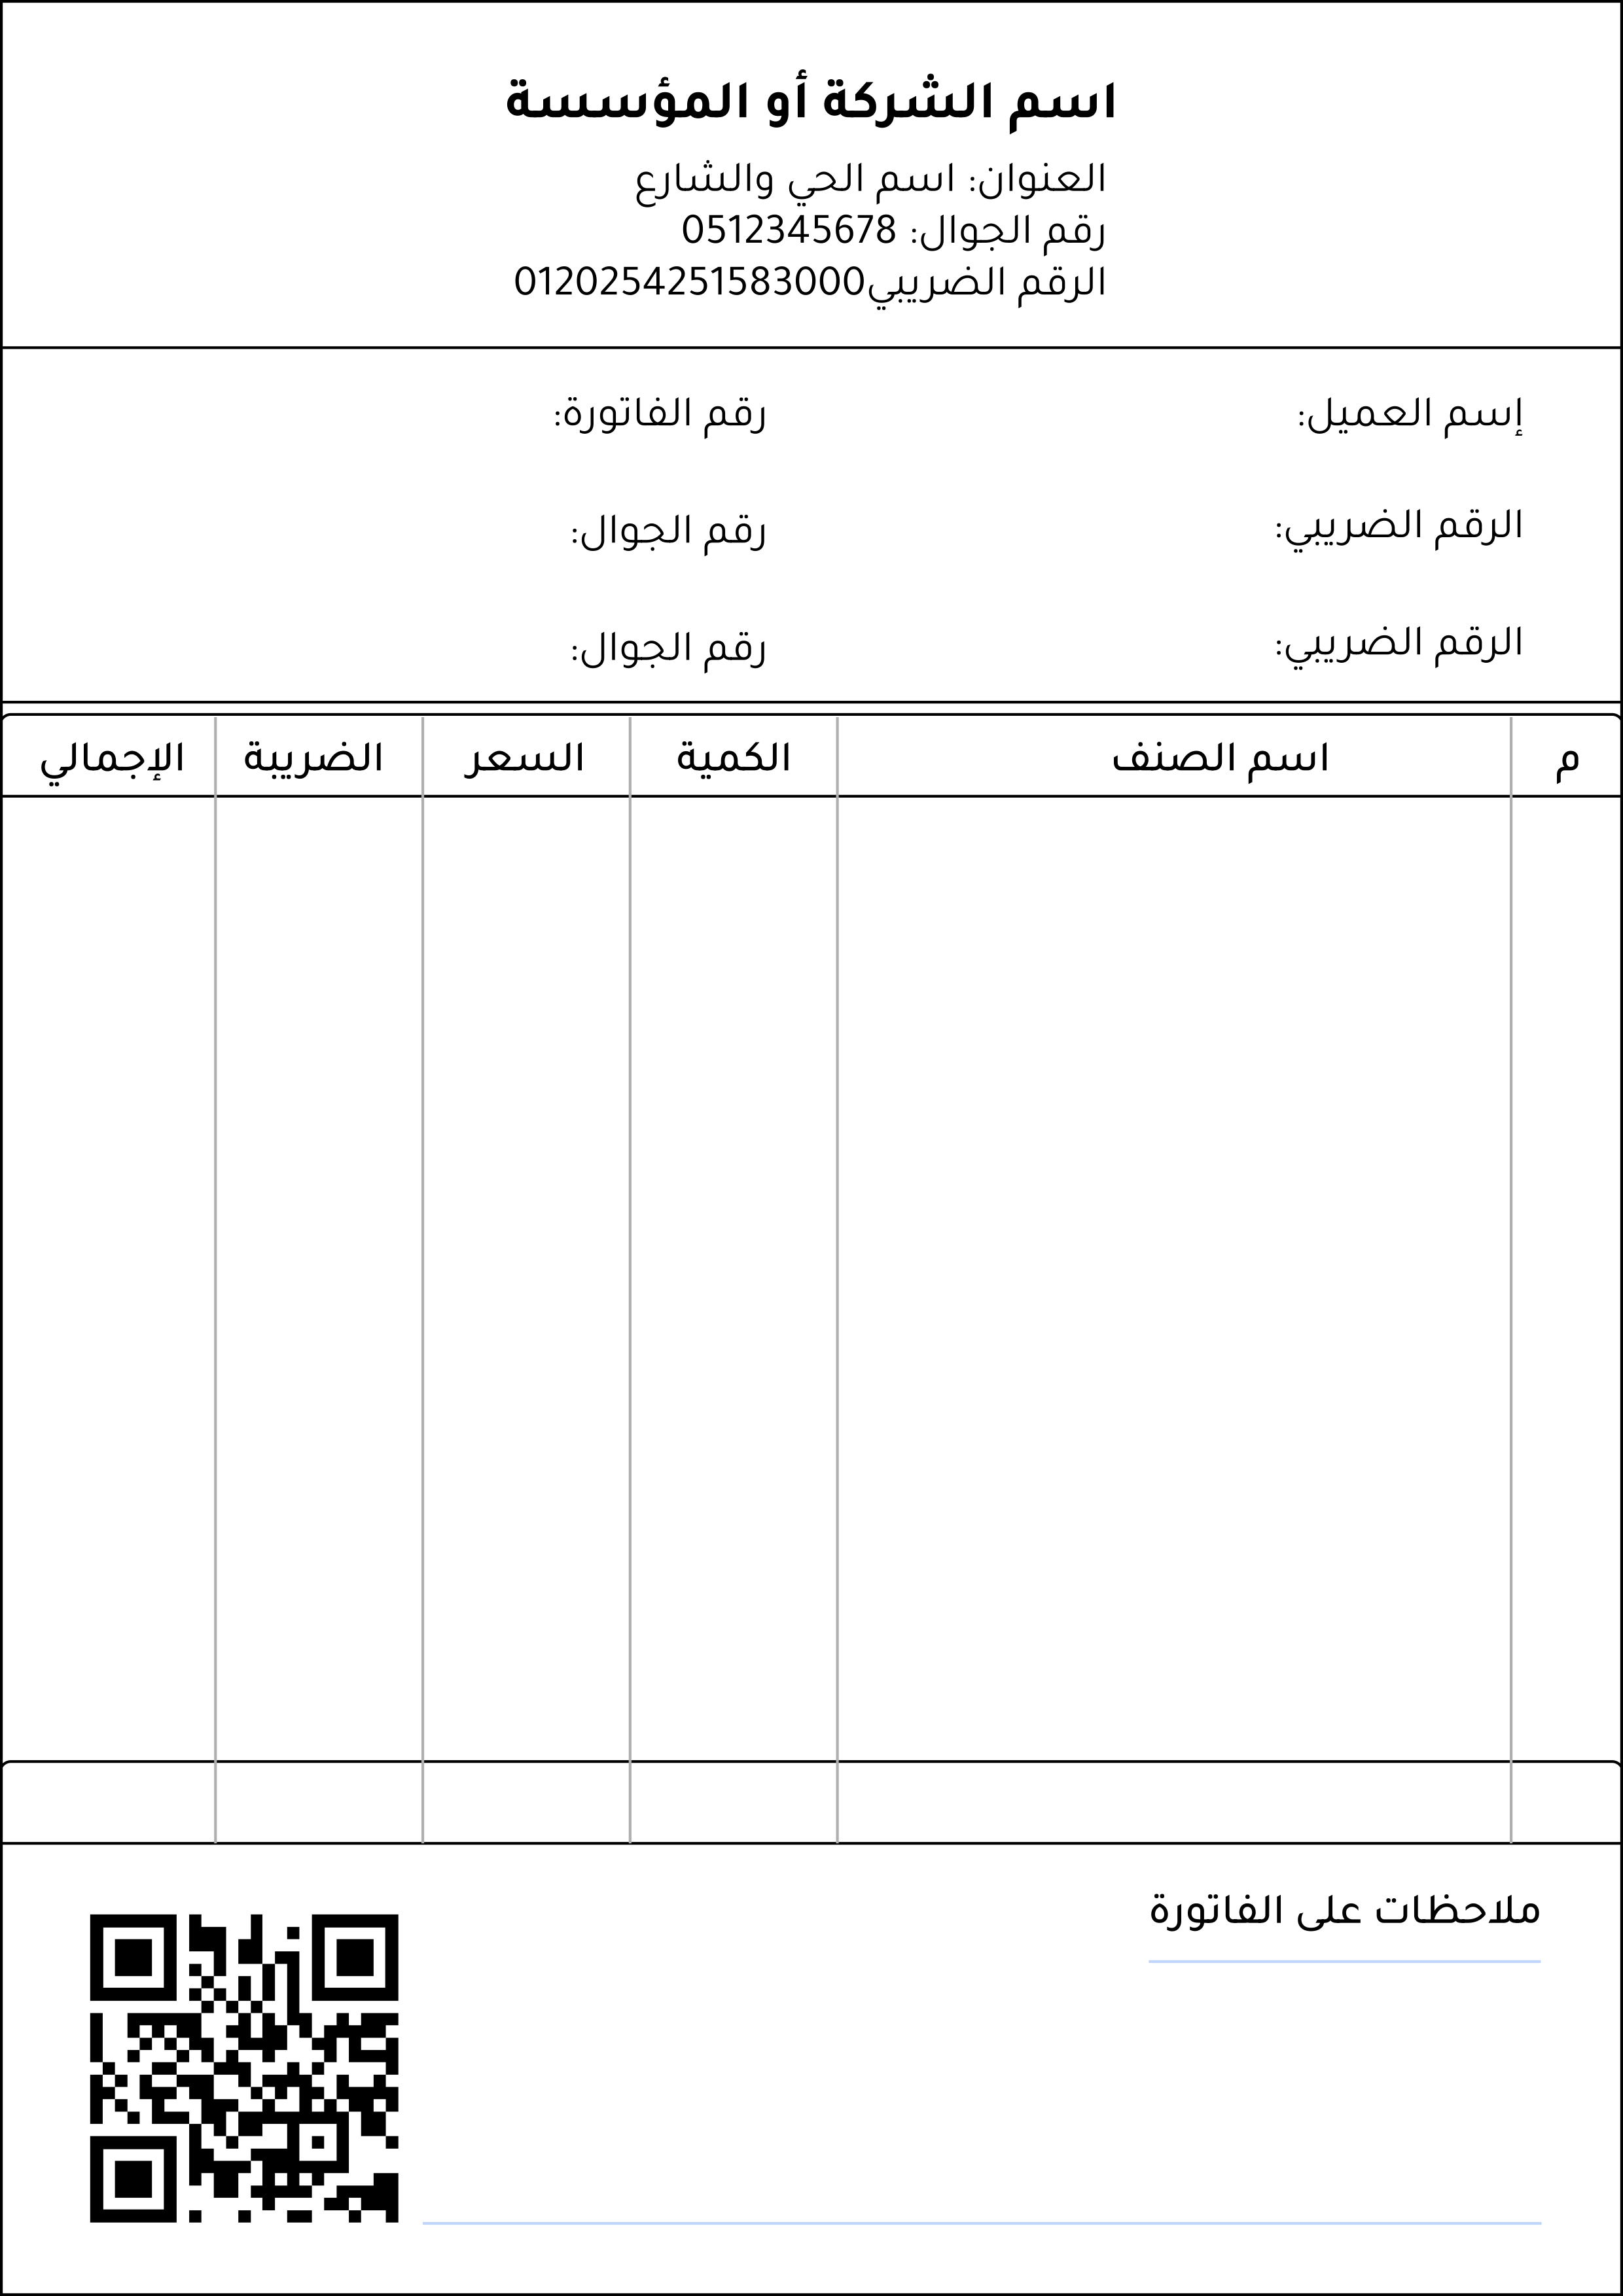 اسم الشركة أو المؤسسة
العنوان: اسم الحي والشارع
رقم الجوال: 0512345678
الرقم الضريبي0120254251583000
إسم العميل: رقم الفاتورة:
الرقم الضريبي: رقم الجوال:
الرقم الضريبي: رقم الجوال:
م اسم الصنف الكمية السعر الضريبة الإجمالي
ملاحظات على الفاتورة